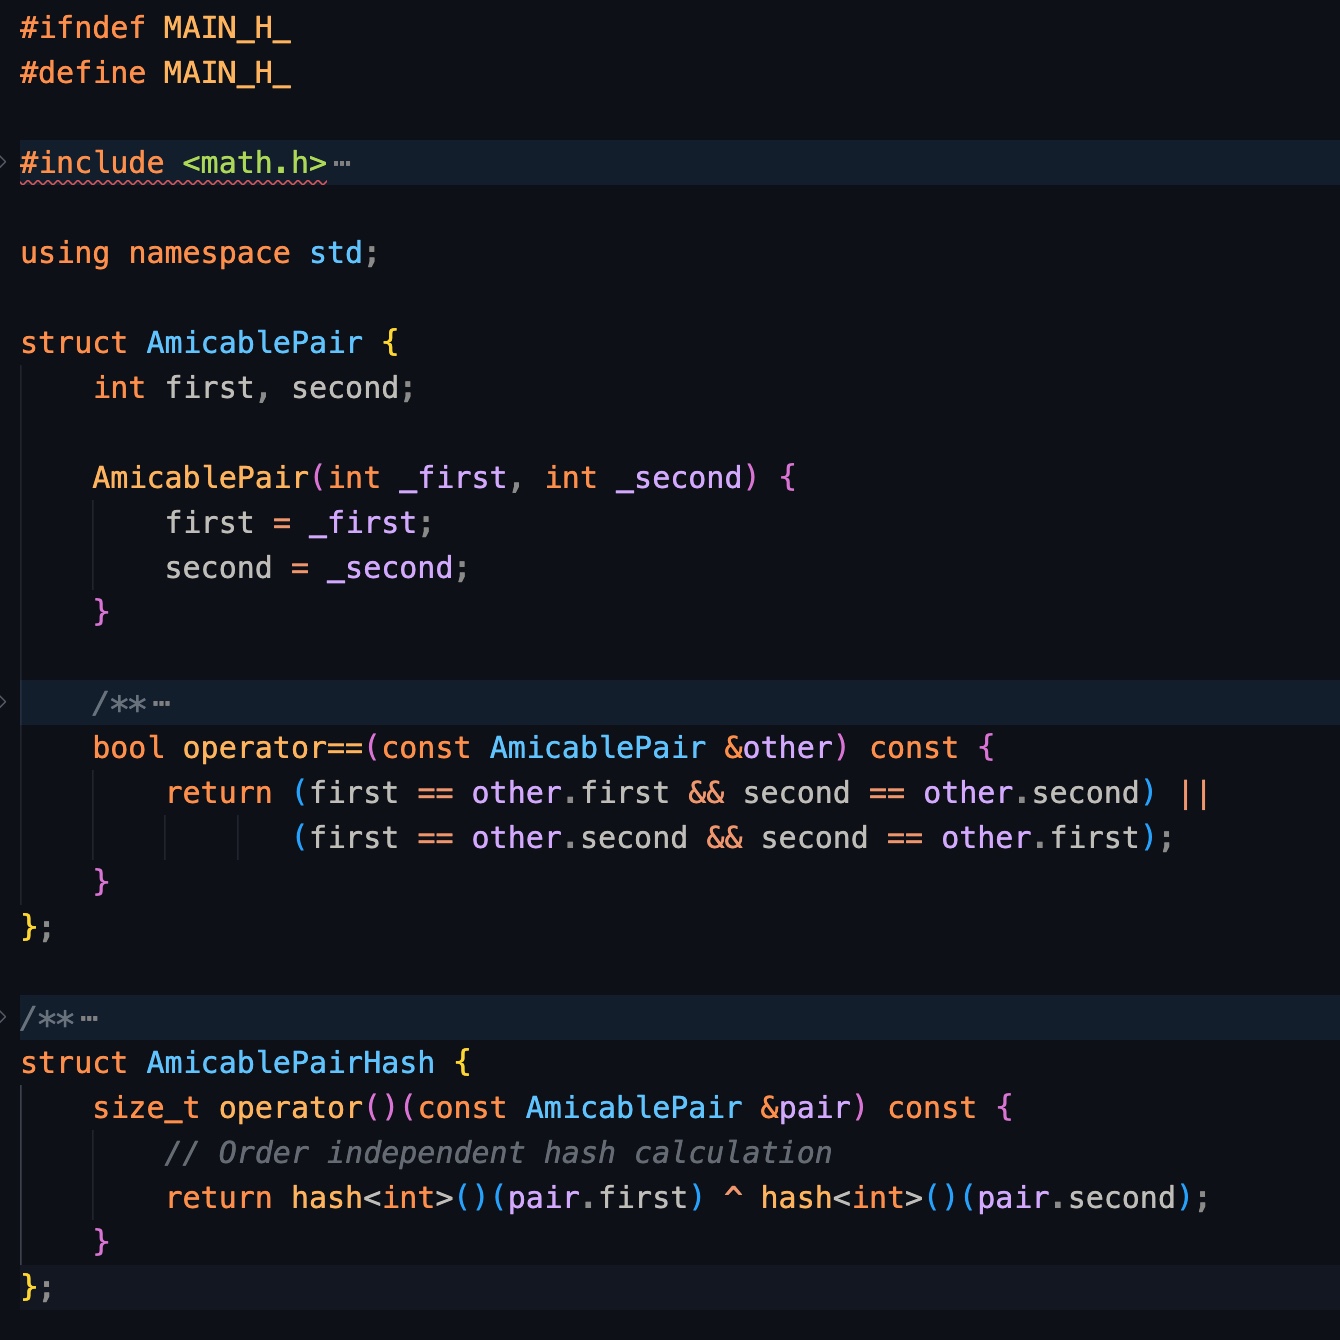 #ifndef MAIN_H_
#define MAIN_H_
#include <math.h>⋯
using namespace std;
struct AmicablePair {
    int first, second;
    AmicablePair(int _first, int _second) {
        first = _first;
        second = _second;
    }
    /**⋯
    bool operator==(const AmicablePair &other) const {
        return (first == other.first && second == other.second) ||
               (first == other.second && second == other.first);
    }
};
/**⋯
struct AmicablePairHash {
    size_t operator()(const AmicablePair &pair) const {
        // Order independent hash calculation
        return hash<int>()(pair.first) ^ hash<int>()(pair.second);
    }
};